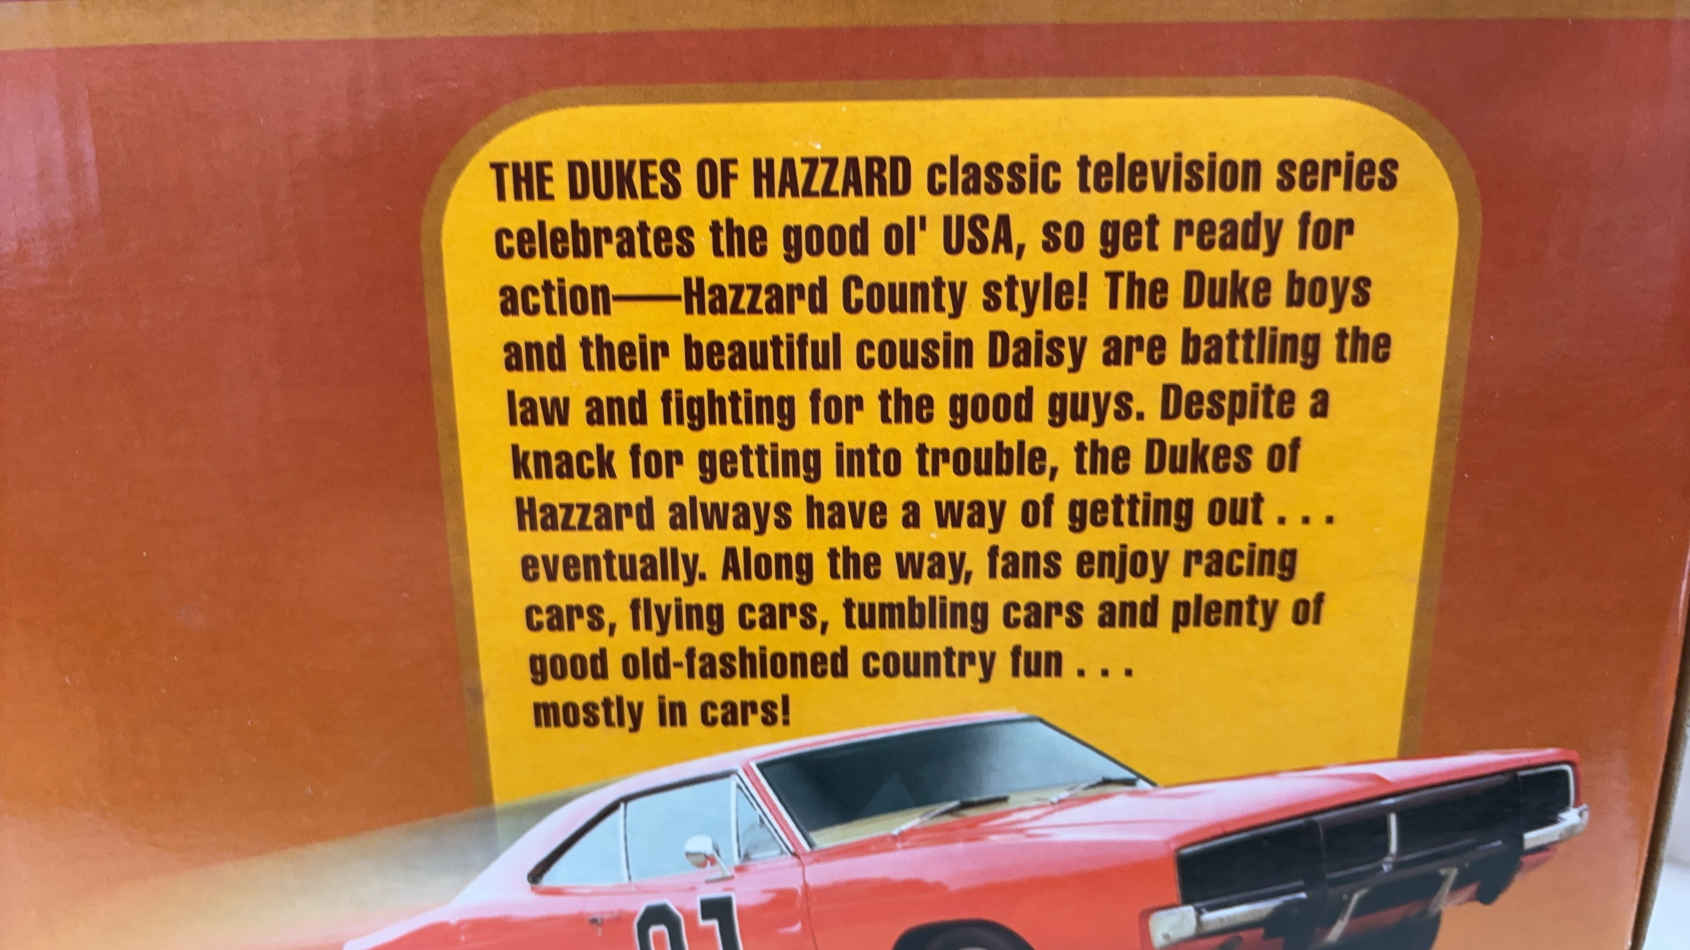 THE DUKES OF HAZZARD classic television series
celebrates the good ol' USA, so get ready for
action—Hazzard County style! The Duke boys
and their beautiful cousin Daisy are battling the
law and fighting for the good guys. Despite a
knack for getting into trouble, the Dukes of
Hazzard always have a way of getting out . . .
eventually. Along the way, fans enjoy racing
cars, flying cars, tumbling cars and plenty of
good old-fashioned country fun . . .
mostly in cars!
01